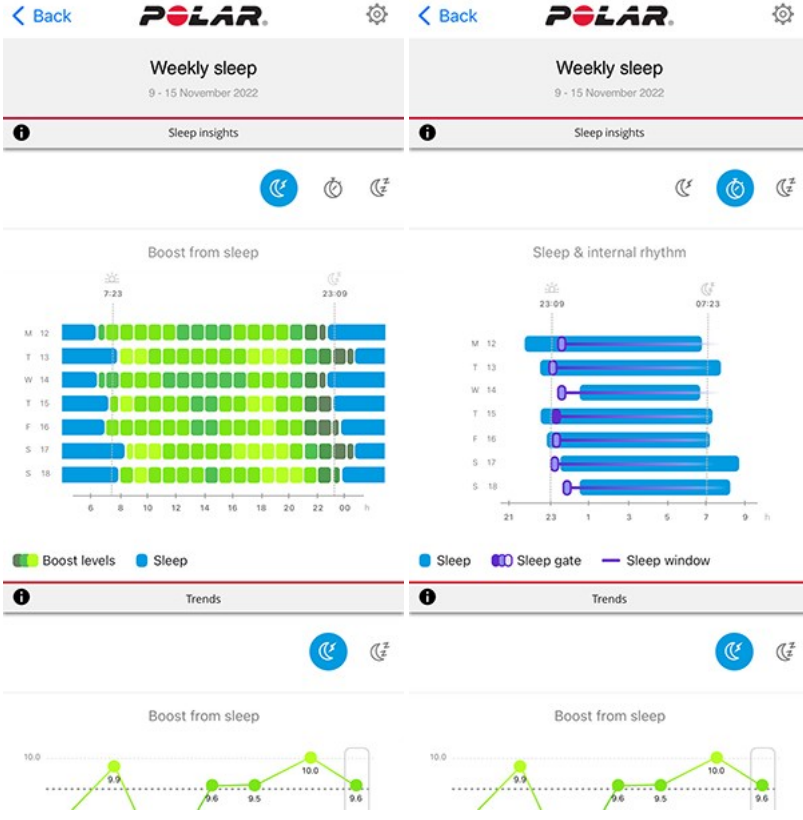 Back
POLAR.
Weekly sleep
9 - 15 November 2022
Sleep insights
Boost from sleep
7:23
23:09
M 12
T 13
W 14
T 15
F 16
S 17
S 18
6 8 10 12 14 16 18 20 22 00 h
Boost levels
Sleep
Trends
Boost from sleep
10.0
9.9
9.6
9.5
10.0
9.6
Back
POLAR.
Weekly sleep
9 - 15 November 2022
Sleep insights
Sleep & internal rhythm
23:09
07:23
M 12
T 13
W 14
T 15
F 16
S 17
S 18
21 23 1 3 5 7 9 h
Sleep
Sleep gate
Sleep window
Trends
Boost from sleep
10.0
9.9
9.6
9.5
10.0
9.6